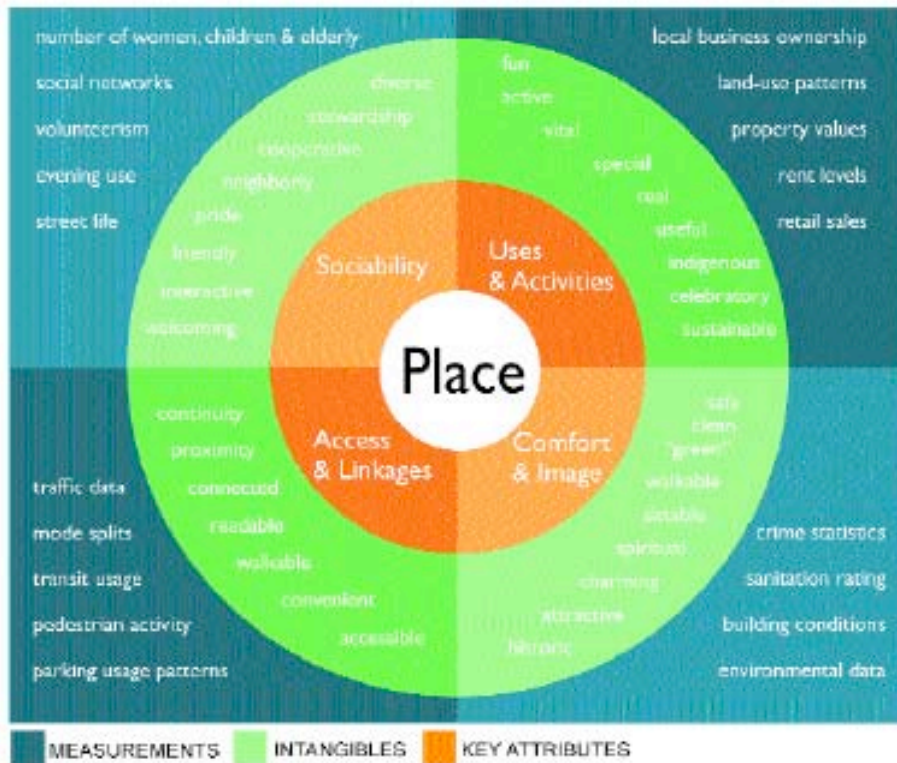 number of women, children & elderly
social networks
volunteerism
evening use
street life
diverse
stewardship
cooperative
neighborly
pride
friendly
interactive
welcoming
fun
active
vital
special
real
useful
indigenous
celebratory
sustainable
local business ownership
land-use patterns
property values
rent levels
retail sales
Sociability
Uses
& Activities
Place
Access
& Linkages
Comfort
& Image
continuity
proximity
connected
readable
walkable
convenient
accessible
traffic data
mode splits
transit usage
pedestrian activity
parking usage patterns
safe
clean
"green"
walkable
sittable
spiritual
charming
attractive
historic
crime statistics
sanitation rating
building conditions
environmental data
MEASUREMENTS
INTANGIBLES
KEY ATTRIBUTES